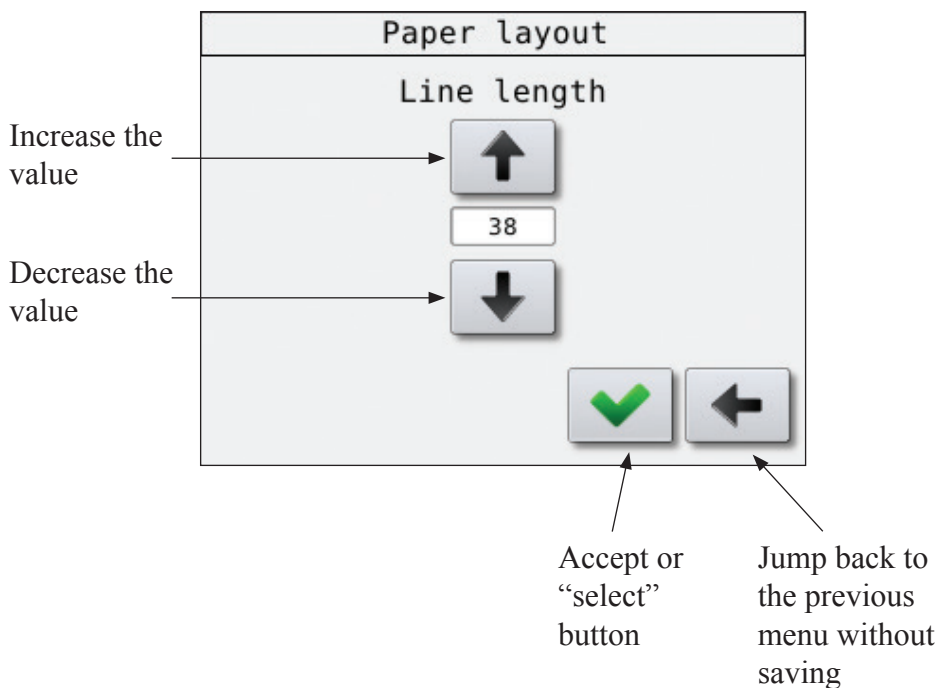 Paper layout
Line length
Increase the
value
38
Decrease the
value
Accept or
“select”
button
Jump back to
the previous
menu without
saving